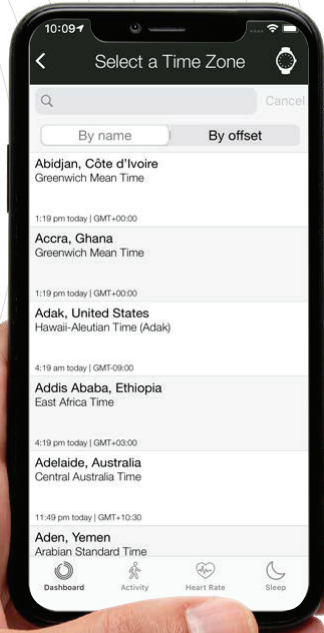 10:09
Select a Time Zone
Cancel
By name
By offset
Abidjan, Côte d'Ivoire
Greenwich Mean Time
1:19 pm today | GMT+00:00
Accra, Ghana
Greenwich Mean Time
1:19 pm today | GMT+00:00
Adak, United States
Hawaii-Aleutian Time (Adak)
4:19 am today | GMT-09:00
Addis Ababa, Ethiopia
East Africa Time
4:19 pm today | GMT+03:00
Adelaide, Australia
Central Australia Time
11:49 pm today | GMT+10:30
Aden, Yemen
Arabian Standard Time
Dashboard
Activity
Heart Rate
Sleep